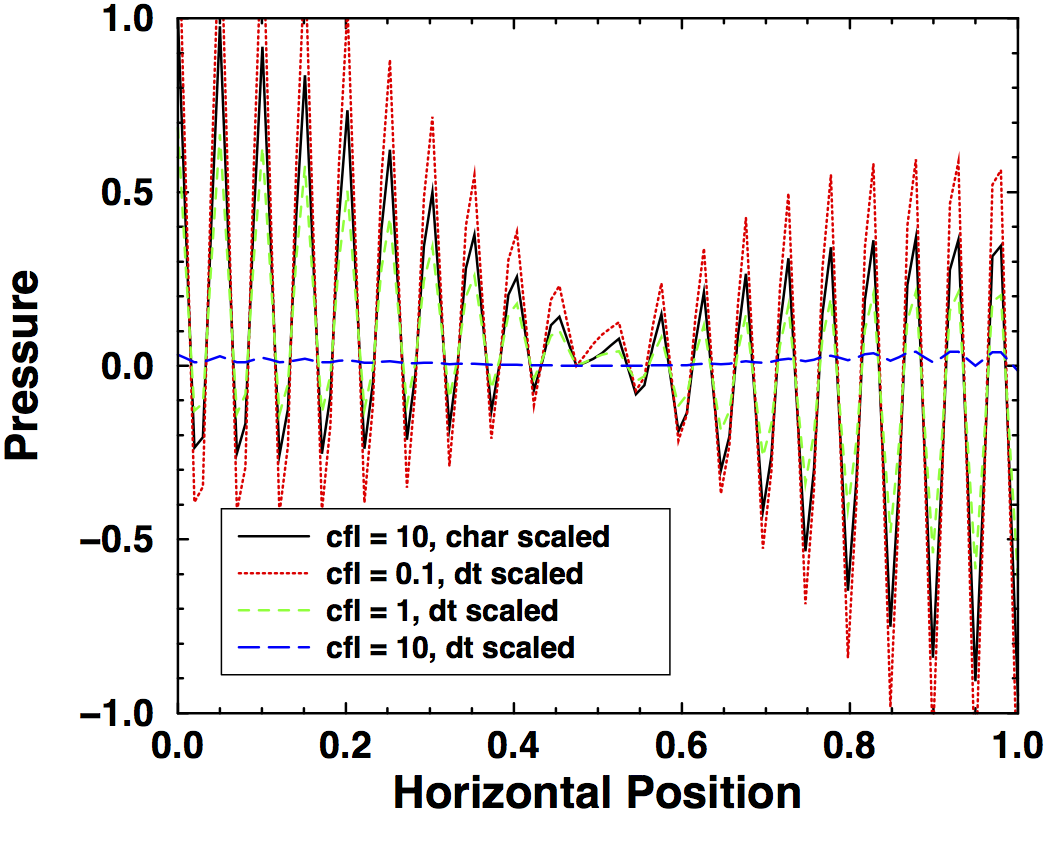 1.0
0.5
0.0
−0.5
−1.0
Pressure
cfl = 10, char scaled
cfl = 0.1, dt scaled
cfl = 1, dt scaled
cfl = 10, dt scaled
0.0 0.2 0.4 0.6 0.8 1.0
Horizontal Position